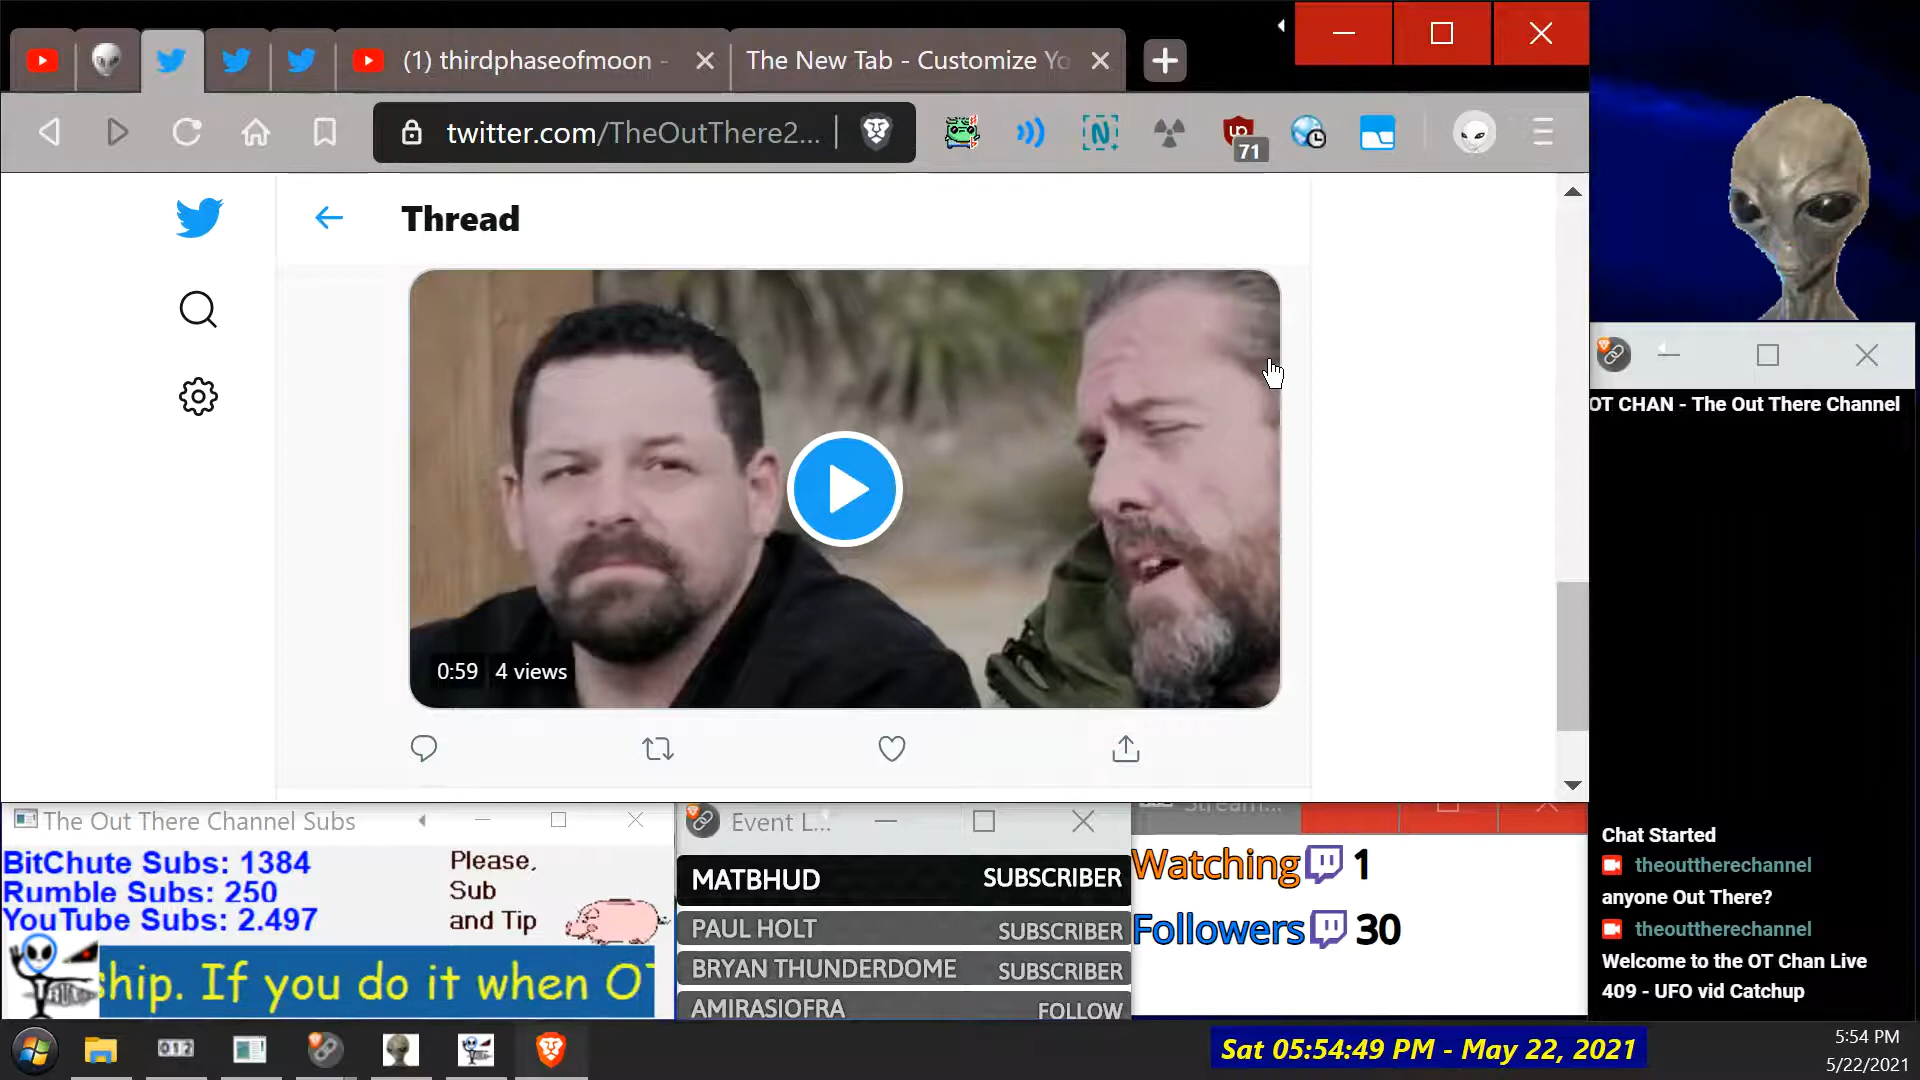 (1) thirdphaseofmoon -
The New Tab - Customize Yo
twitter.com/TheOutThere2...
71
Thread
0:59 4 views
OT CHAN - The Out There Channel
Chat Started
theouttherechannel
anyone Out There?
theouttherechannel
Welcome to the OT Chan Live
409 - UFO vid Catchup
The Out There Channel Subs
BitChute Subs: 1384
Rumble Subs: 250
YouTube Subs: 2.497
Please,
Sub
and Tip
ship. If you do it when OT
Event L...
MATBHUD SUBSCRIBER
PAUL HOLT SUBSCRIBER
BRYAN THUNDERDOME SUBSCRIBER
AMIRASIOFRA FOLLOW
Stream...
Watching 1
Followers 30
012
Sat 05:54:49 PM - May 22, 2021
5:54 PM
5/22/2021